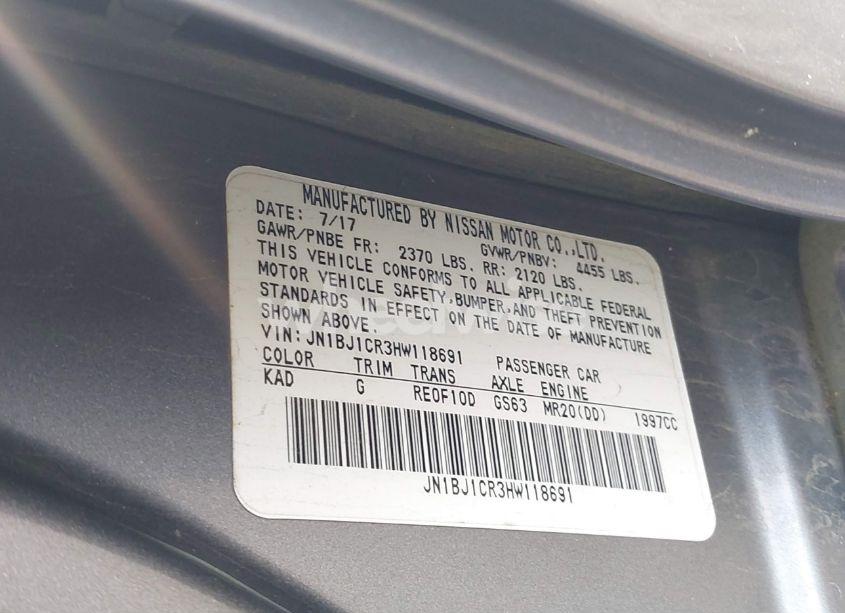 MANUFACTURED BY NISSAN MOTOR CO.,LTD.
DATE: 7/17 GVWR/PNBV: 4455 LBS.
GAWR/PNBE FR: 2370 LBS. RR: 2120 LBS.
THIS VEHICLE CONFORMS TO ALL APPLICABLE FEDERAL
MOTOR VEHICLE SAFETY,BUMPER,AND THEFT PREVENTION
STANDARDS IN EFFECT ON THE DATE OF MANUFACTURE
SHOWN ABOVE.
VIN: JN1BJ1CR3HW118691 PASSENGER CAR
COLOR TRIM TRANS AXLE ENGINE
KAD G RE0F10D GS63 MR20(DD) 1997CC
JN1BJ1CR3HW118691